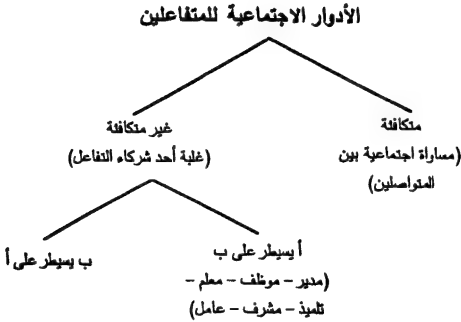 الأدوار الاجتماعية للمتفاعلين
متكافئة
(مساواة اجتماعية بين
المتواصلين)
غير متكافئة
(غلبة أحد شركاء التفاعل)
أ يسيطر على ب
(مدير – موظف – معلم –
تلميذ – مشرف – عامل)
ب يسيطر على أ